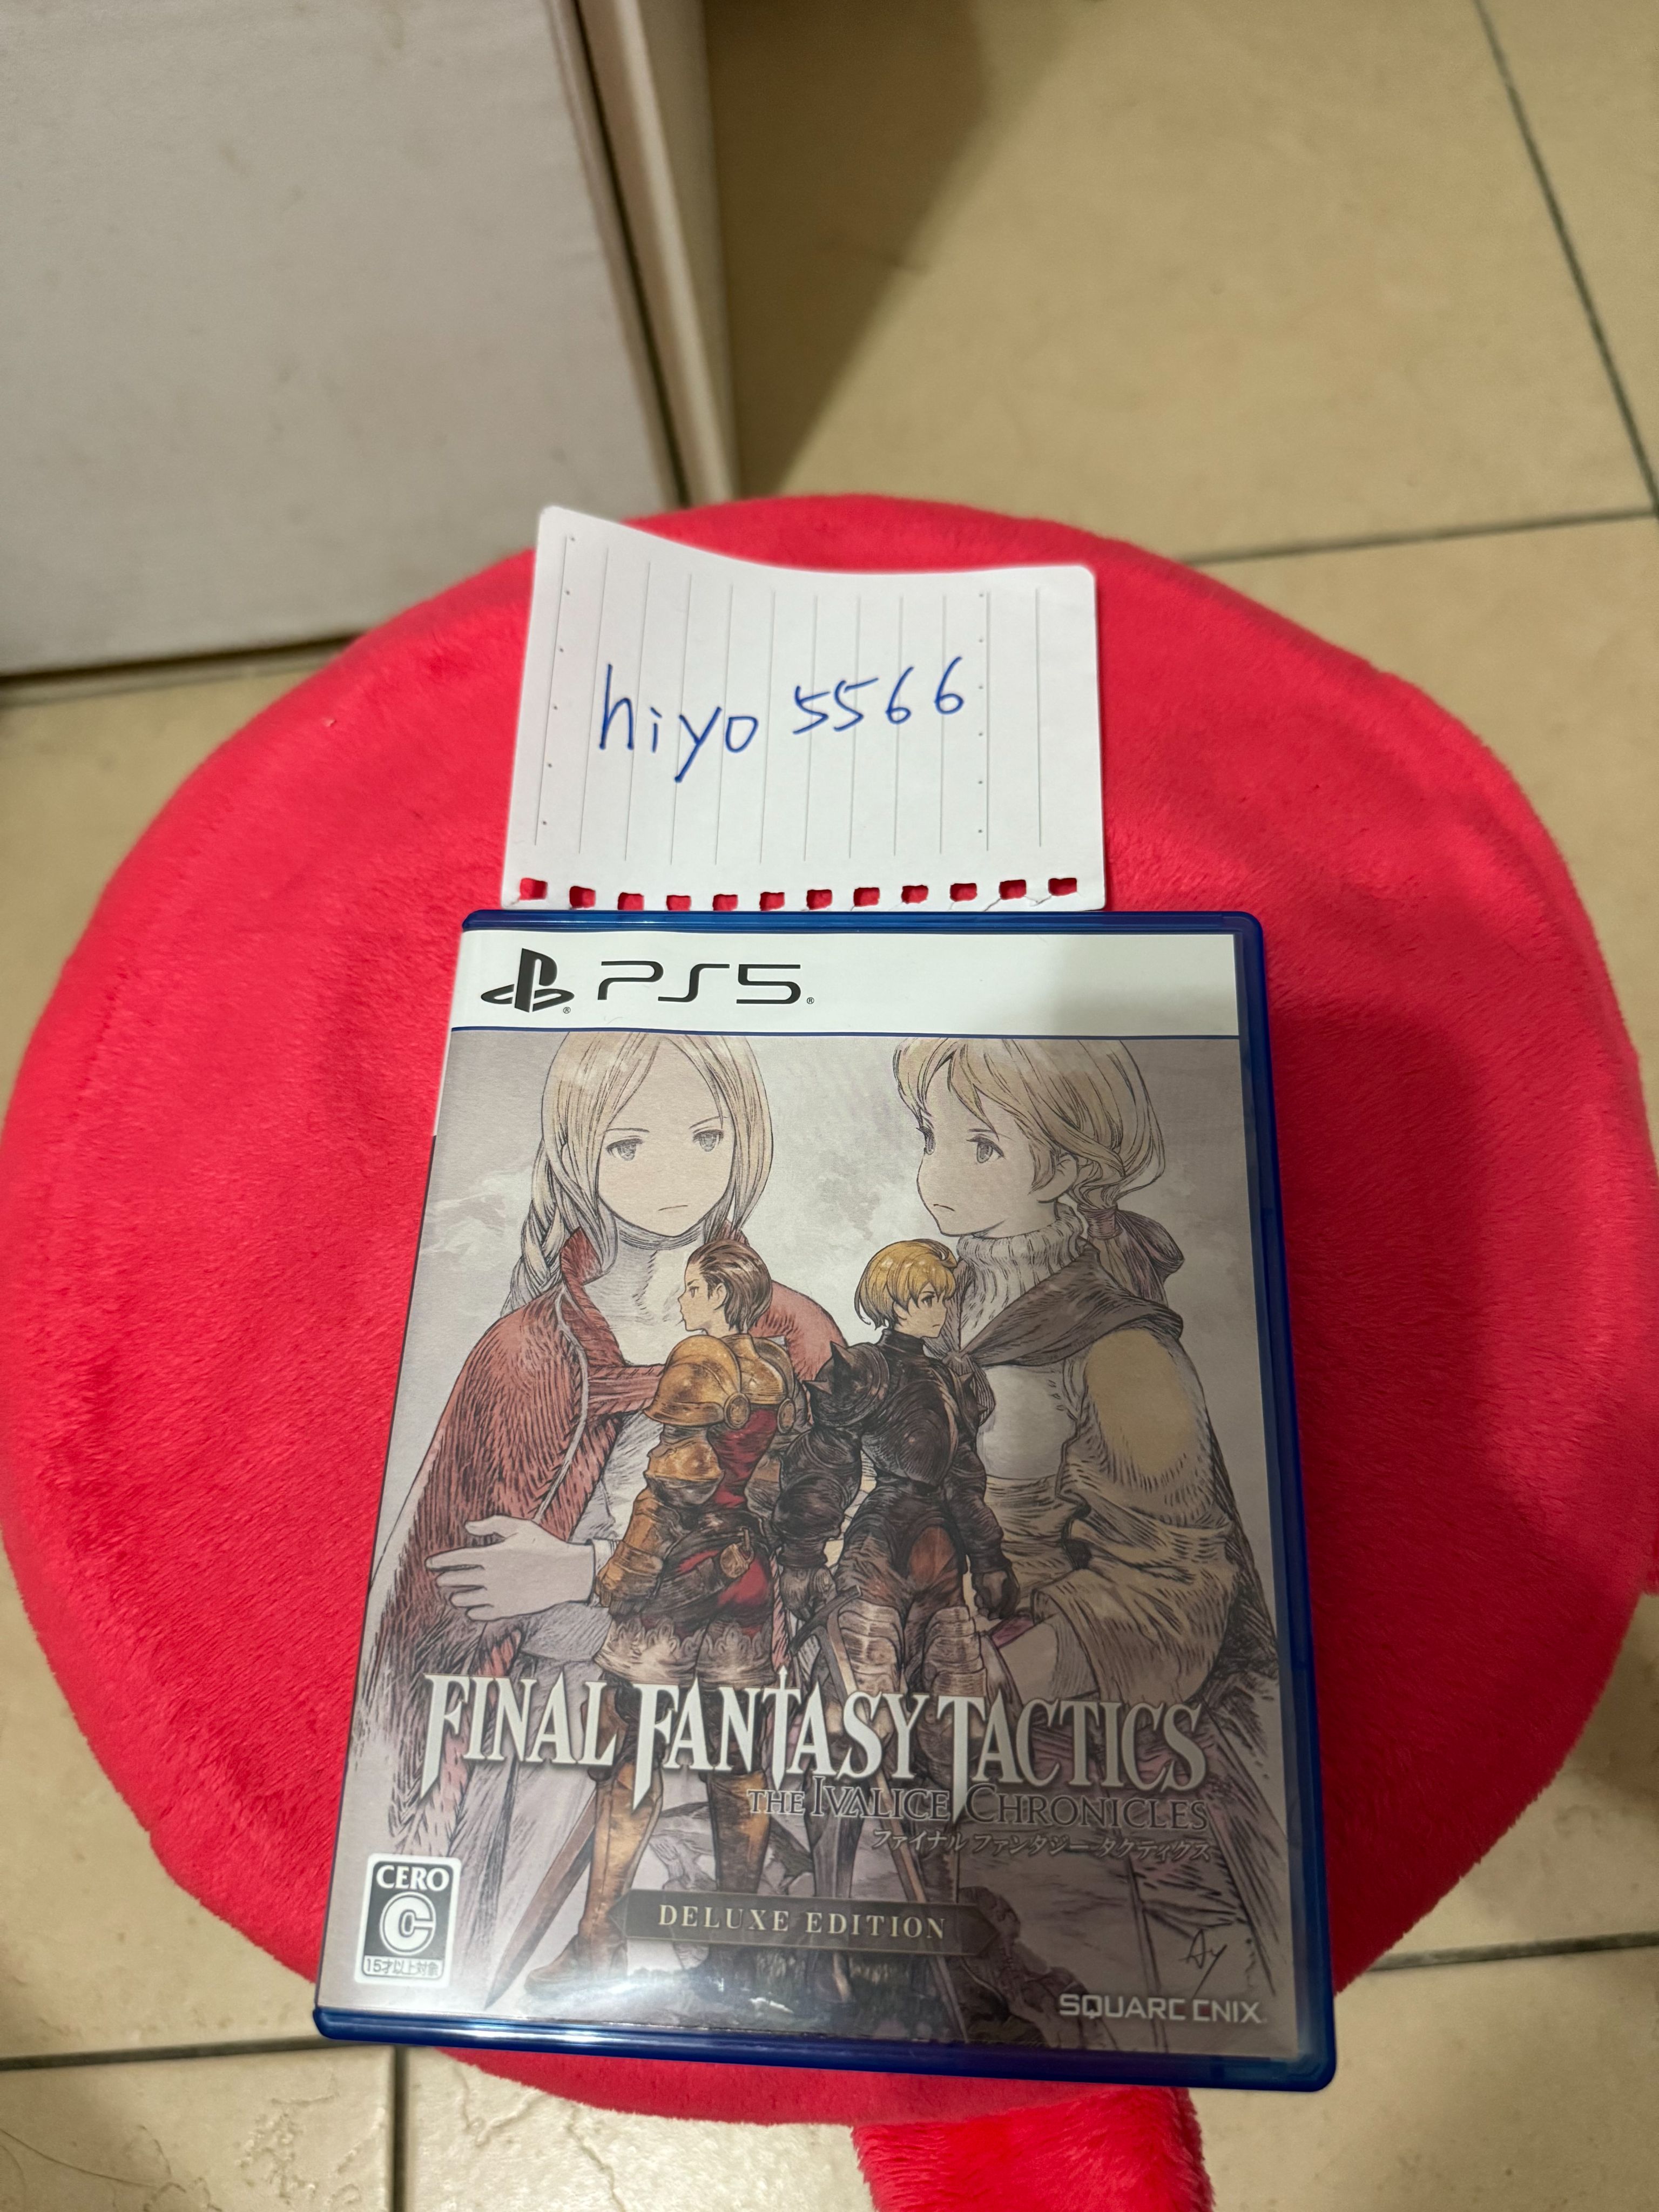 hiyo 5566
PS5
FINAL FANTASY TACTICS
THE IVALICE CHRONICLES
ファイナルファンタジータクティクス
DELUXE EDITION
CERO
C
15才以上対象
Ay
SQUARE ENIX